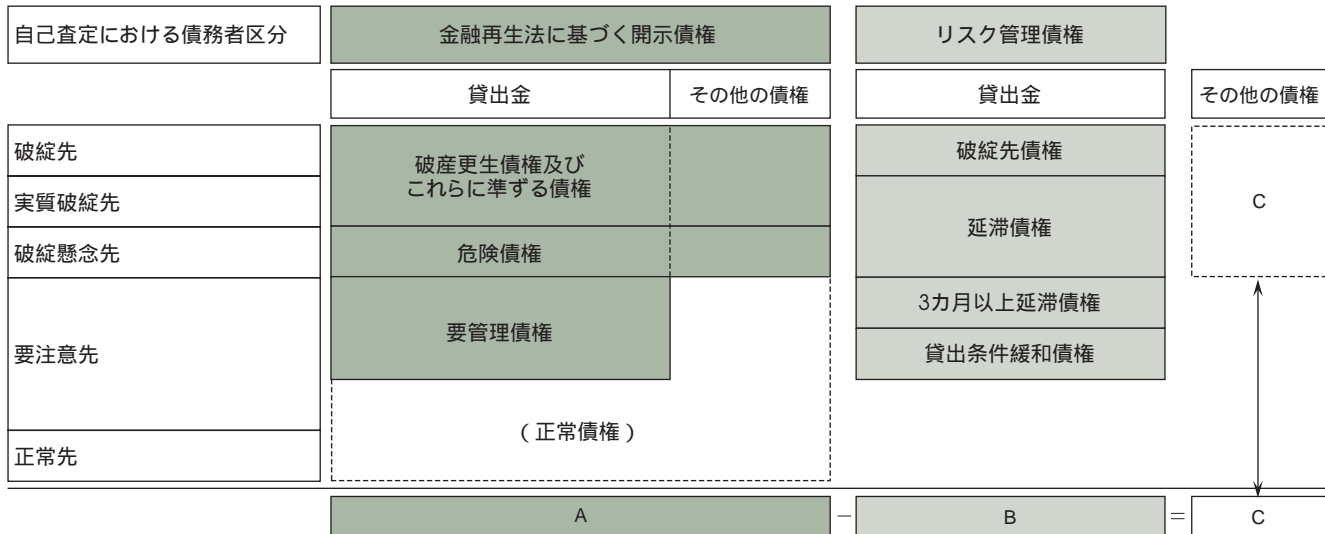 自己査定における債務者区分
金融再生法に基づく開示債権
リスク管理債権
貸出金
その他の債権
貸出金
その他の債権
破綻先
実質破綻先
破綻懸念先
要注意先
正常先
破産更生債権及び
これらに準ずる債権
危険債権
要管理債権
(正常債権)
破綻先債権
延滞債権
3カ月以上延滞債権
貸出条件緩和債権
C
A
－
B
＝
C